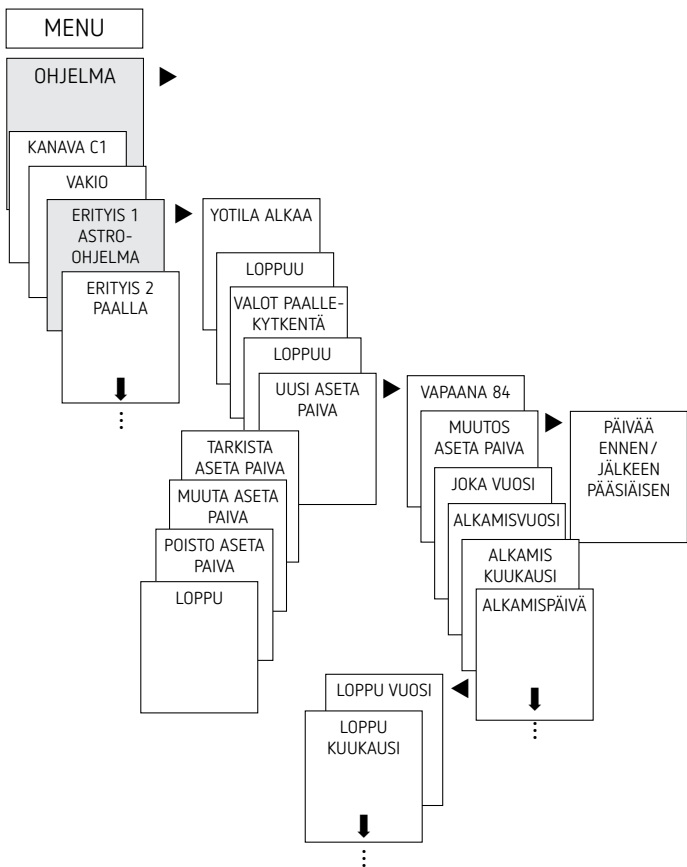 MENU
OHJELMA
KANAVA C1
VAKIO
ERITYIS 1
ASTRO-
OHJELMA
ERITYIS 2
PAALLA
YOTILA ALKAA
LOPPUU
VALOT PAALLE-
KYTKENTÄ
LOPPUU
UUSI ASETA
PAIVA
TARKISTA
ASETA PAIVA
MUUTA ASETA
PAIVA
POISTO ASETA
PAIVA
LOPPU
VAPAANA 84
MUUTOS
ASETA PAIVA
JOKA VUOSI
ALKAMISVUOSI
ALKAMIS
KUUKAUSI
ALKAMISPÄIVÄ
PÄIVÄÄ
ENNEN/
JÄLKEEN
PÄÄSIÄISEN
LOPPU VUOSI
LOPPU
KUUKAUSI